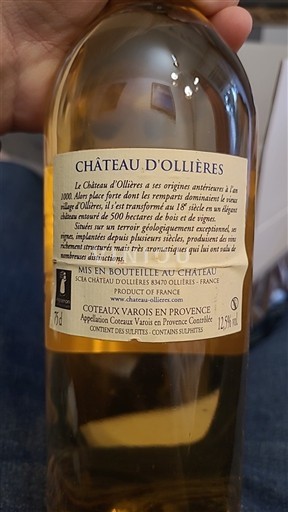 CHÂTEAU D'OLLIÈRES
Le Château d'Ollières a ses origines antérieures à l'an
1000. Alors place forte dont les remparts dominaient le vieux
village d'Ollières, il s'est transformé au 18e siècle en un élégant
château entouré de 500 hectares de bois et de vignes.
Situées sur un terroir géologiquement exceptionnel, ses
vignes, implantées depuis plusieurs siècles, produisent des vins
richement structurés mais très aromatiques qui lui ont valu de
nombreuses distinctions.
MIS EN BOUTEILLE AU CHÂTEAU
SCEA CHÂTEAU D'OLLIÈRES 83470 OLLIÈRES - FRANCE
PRODUCT OF FRANCE
www.chateau-ollieres.com
75cl
COTEAUX VAROIS EN PROVENCE
Appellation Coteaux Varois en Provence Contrôlée
12,5% vol.
CONTIENT DES SULFITES - CONTAINS SULPHITES